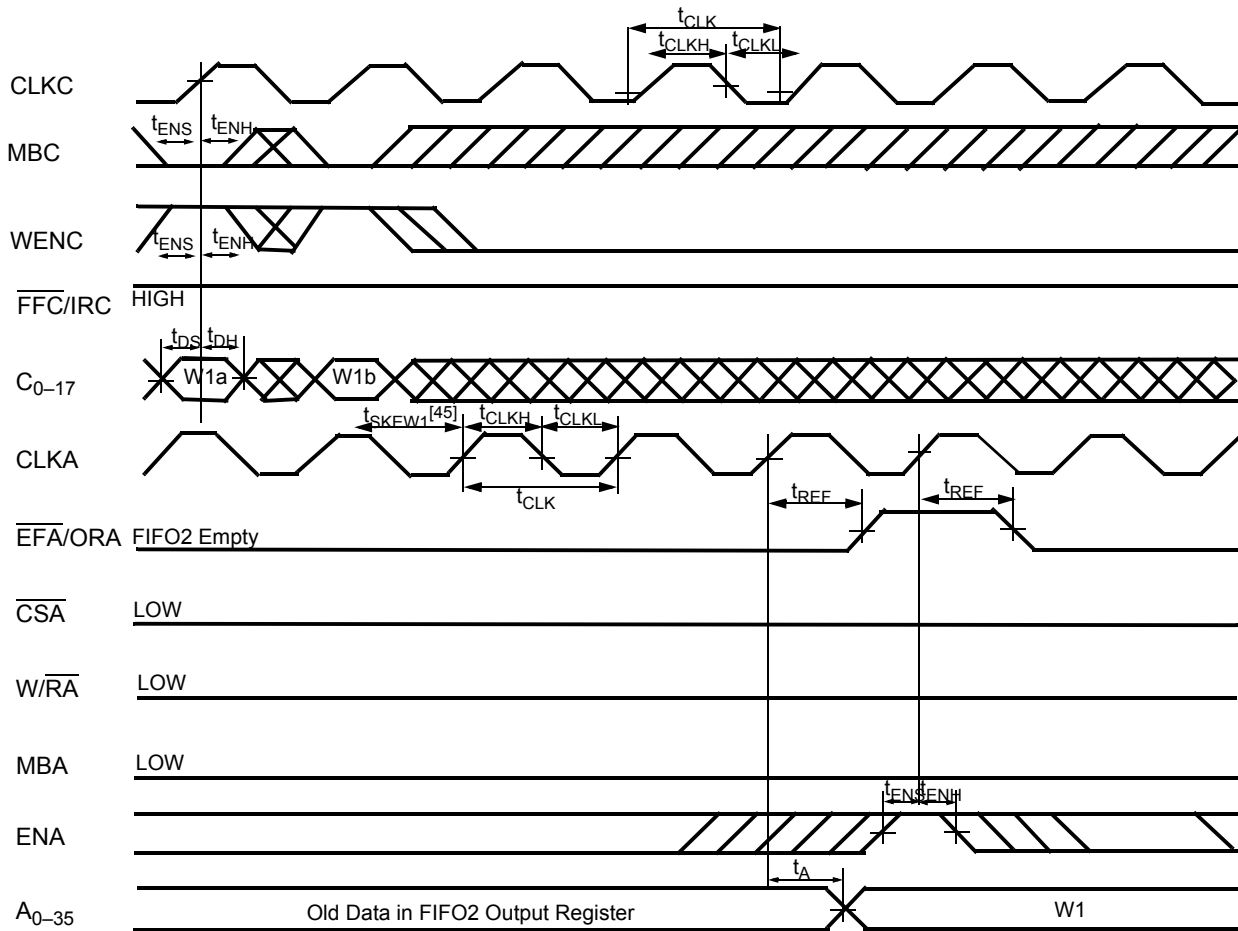 tCLK
tCLKH
tCLKL
CLKC
tENS
tENH
MBC
WENC
tENS
tENH
FFC/IRC
HIGH
tDS
tDH
C0–17
W1a
W1b
tSKEW1[45]
tCLKH
tCLKL
CLKA
tCLK
tREF
tREF
EFA/ORA
FIFO2 Empty
CSA
LOW
W/RA
LOW
MBA
LOW
tENS
tENH
ENA
tA
A0–35
Old Data in FIFO2 Output Register
W1